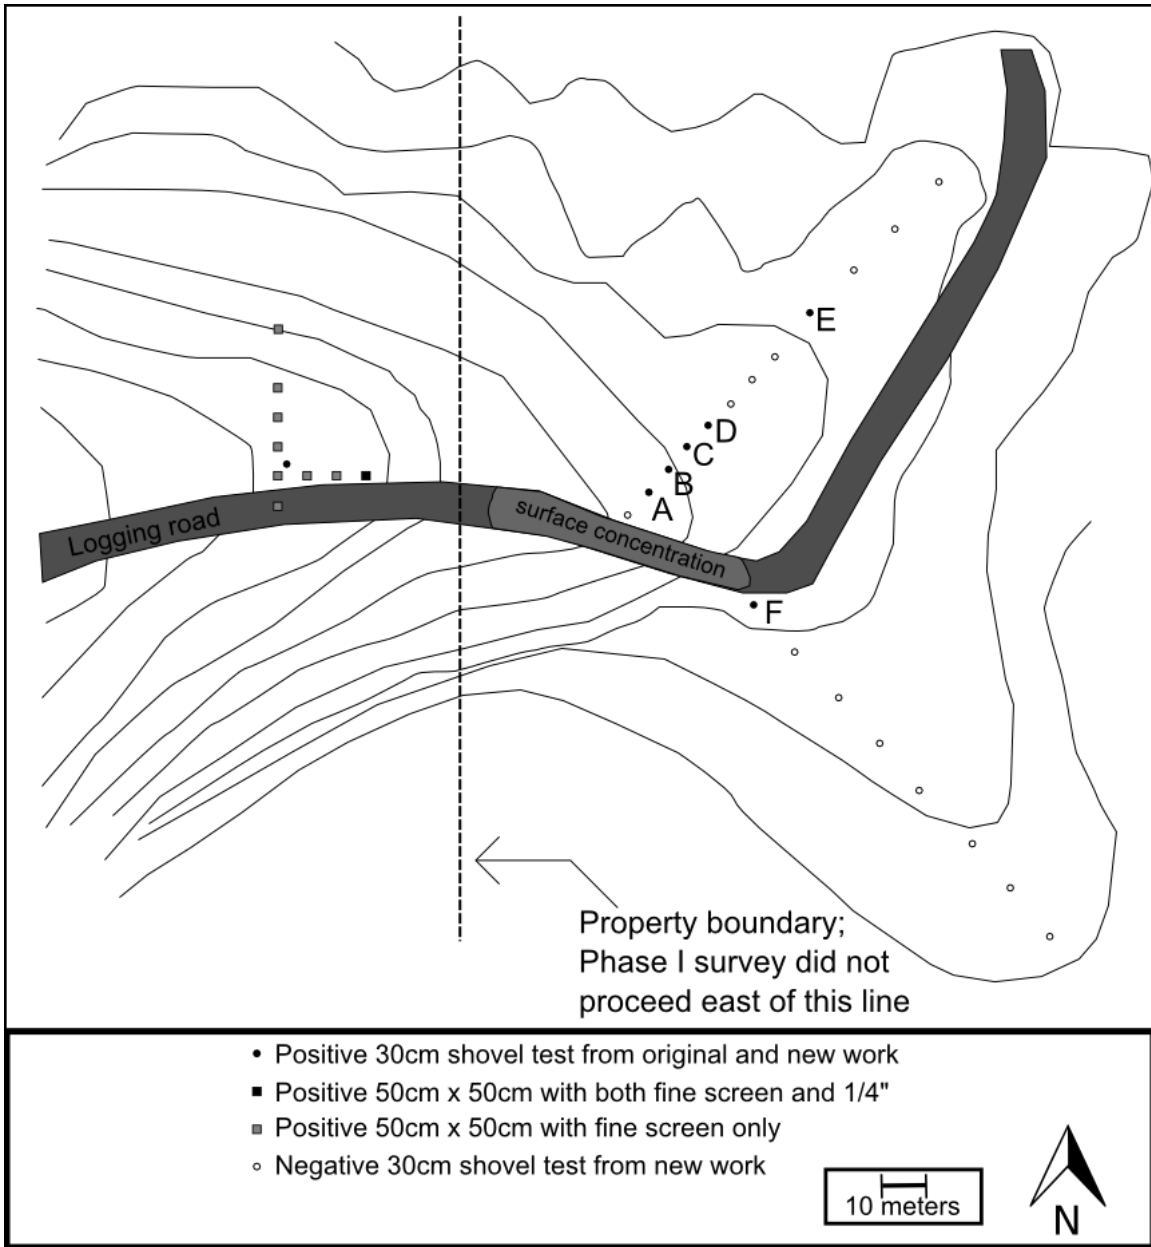 E
D
C
B
A
surface concentration
Logging road
F
Property boundary;
Phase I survey did not
proceed east of this line
Positive 30cm shovel test from original and new work
Positive 50cm x 50cm with both fine screen and 1/4"
Positive 50cm x 50cm with fine screen only
Negative 30cm shovel test from new work
10 meters
N